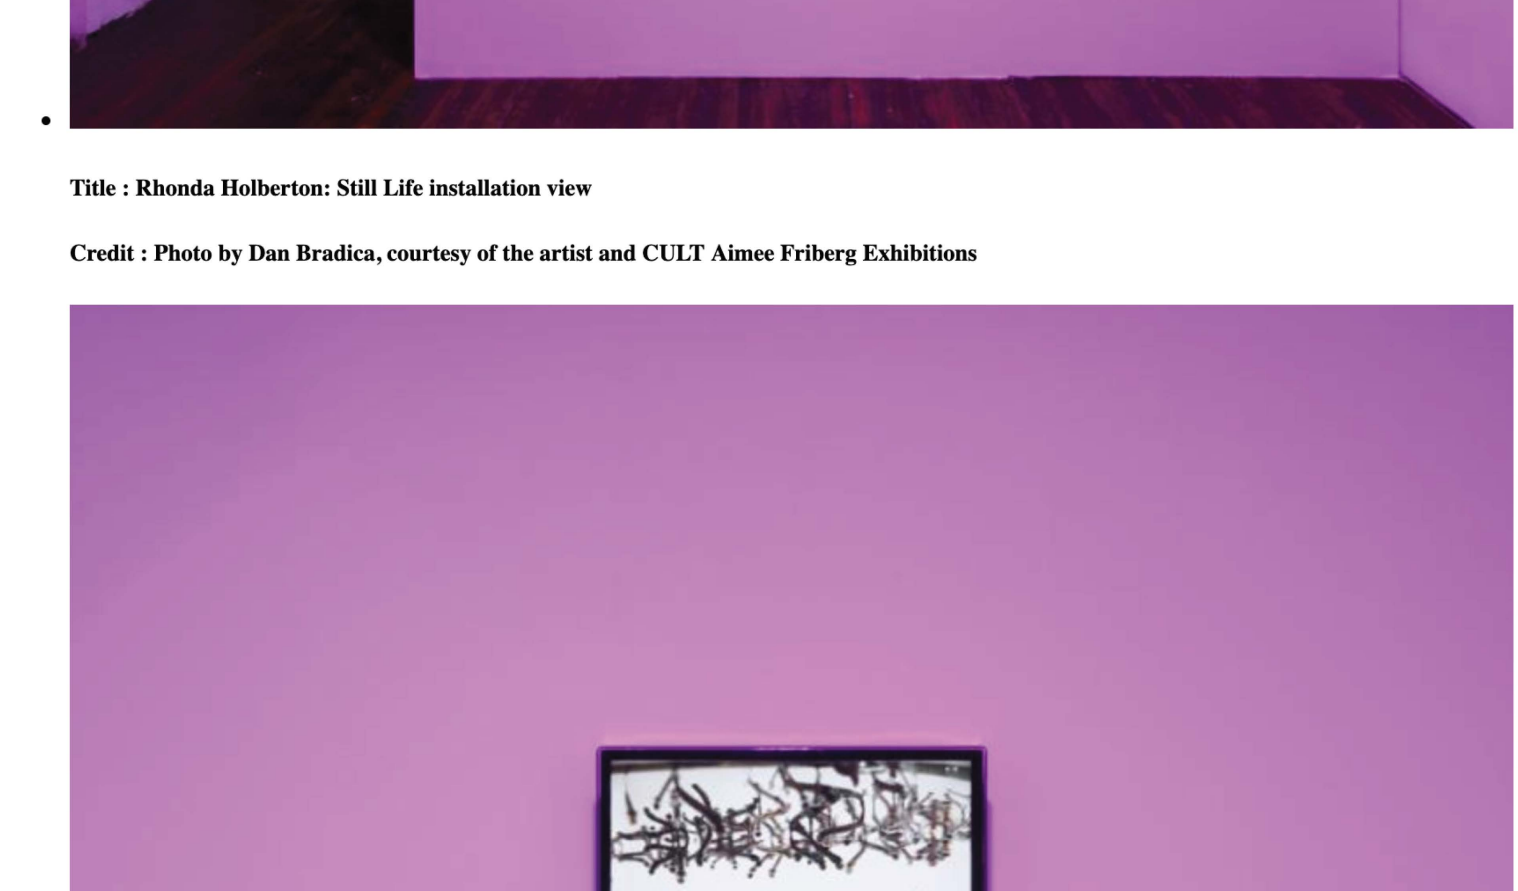 Title : Rhonda Holberton: Still Life installation view
Credit : Photo by Dan Bradica, courtesy of the artist and CULT Aimee Friberg Exhibitions